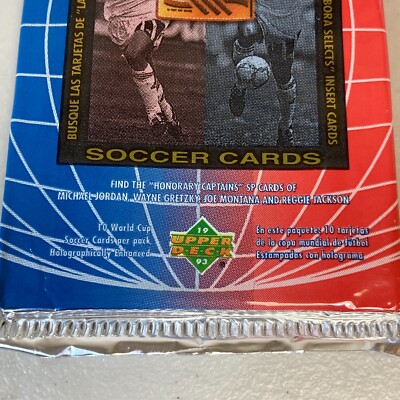 BUSQUE LAS TARJETAS DE "LA
BORA SELECTS" INSERT CARDS
SOCCER CARDS
FIND THE "HONORARY CAPTAINS" SP CARDS OF
MICHAEL JORDAN, WAYNE GRETZKY, JOE MONTANA AND REGGIE JACKSON
10 World Cup
Soccer Cards per pack
Holographically Enhanced
19
UPPER
DECK
93
En este paquete: 10 tarjetas
de la copa mundial de futbol
Estampados con holograma